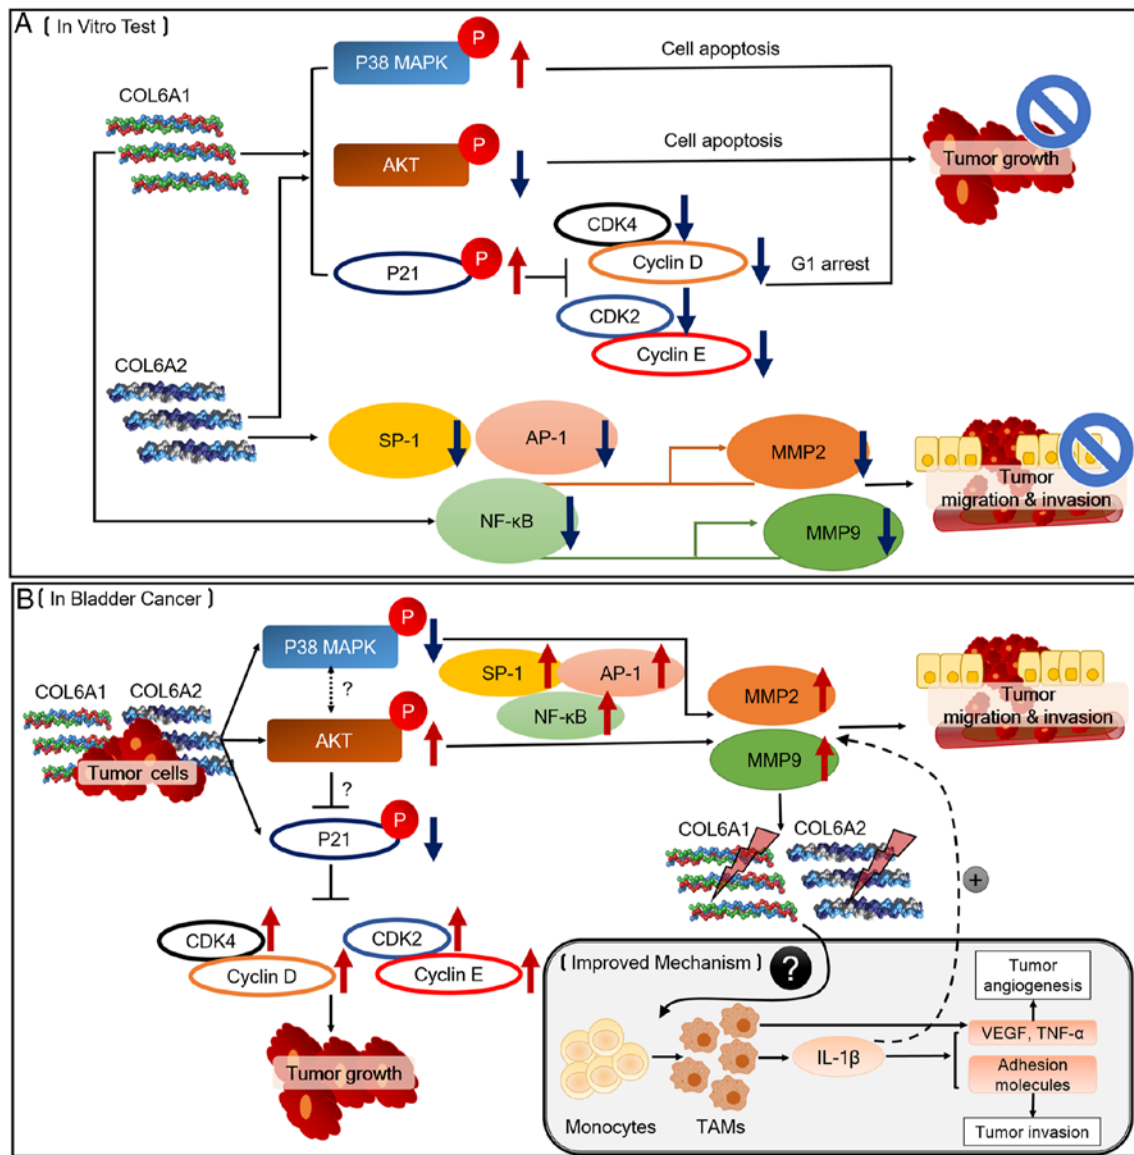 A [ In Vitro Test ]
P38 MAPK
P
Cell apoptosis
COL6A1
AKT
P
Cell apoptosis
Tumor growth
CDK4
P21
P
Cyclin D
G1 arrest
CDK2
Cyclin E
COL6A2
SP-1
AP-1
MMP2
Tumor
migration & invasion
NF-κB
MMP9
B [ In Bladder Cancer ]
P
P38 MAPK
SP-1
AP-1
COL6A1
COL6A2
?
NF-κB
MMP2
Tumor
migration & invasion
P
AKT
Tumor cells
MMP9
?
P
P21
COL6A1
COL6A2
+
CDK4
CDK2
Cyclin D
Cyclin E
[ Improved Mechanism ]
?
Tumor
angiogenesis
VEGF, TNF-α
IL-1β
Adhesion
molecules
Tumor growth
Monocytes
TAMs
Tumor invasion